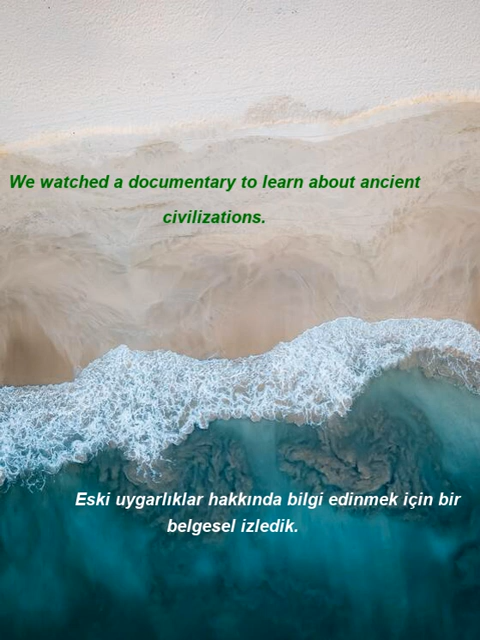 We watched a documentary to learn about ancient
civilizations.
Eski uygarlıklar hakkında bilgi edinmek için bir
belgesel izledik.